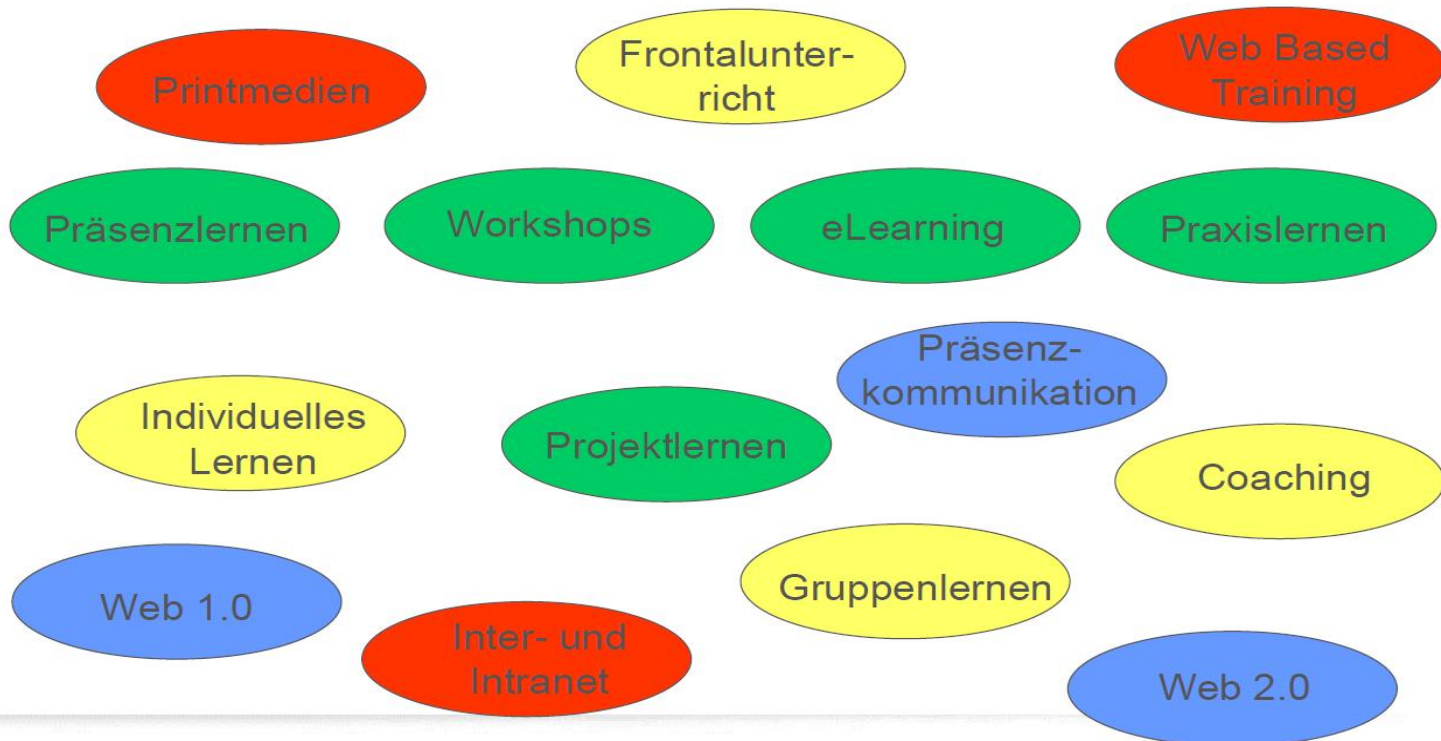 Printmedien
Frontalunter-
richt
Web Based
Training
Präsenzlernen
Workshops
eLearning
Praxislernen
Präsenz-
kommunikation
Individuelles
Lernen
Projektlernen
Coaching
Web 1.0
Inter- und
Intranet
Gruppenlernen
Web 2.0